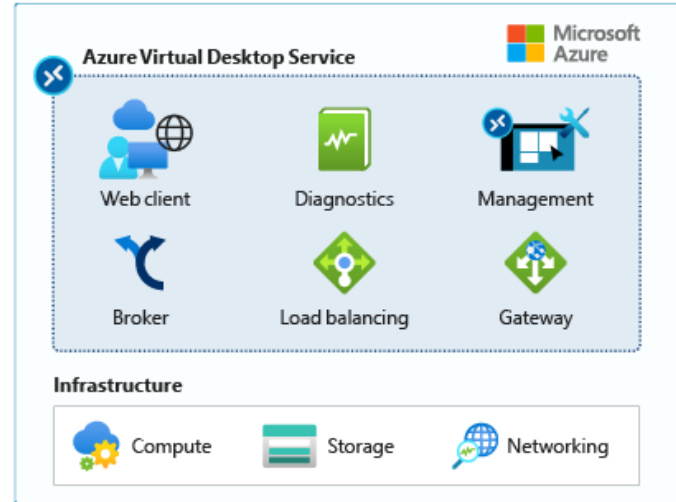 Microsoft
Azure
Azure Virtual Desktop Service
Web client
Diagnostics
Management
Broker
Load balancing
Gateway
Infrastructure
Compute
Storage
Networking